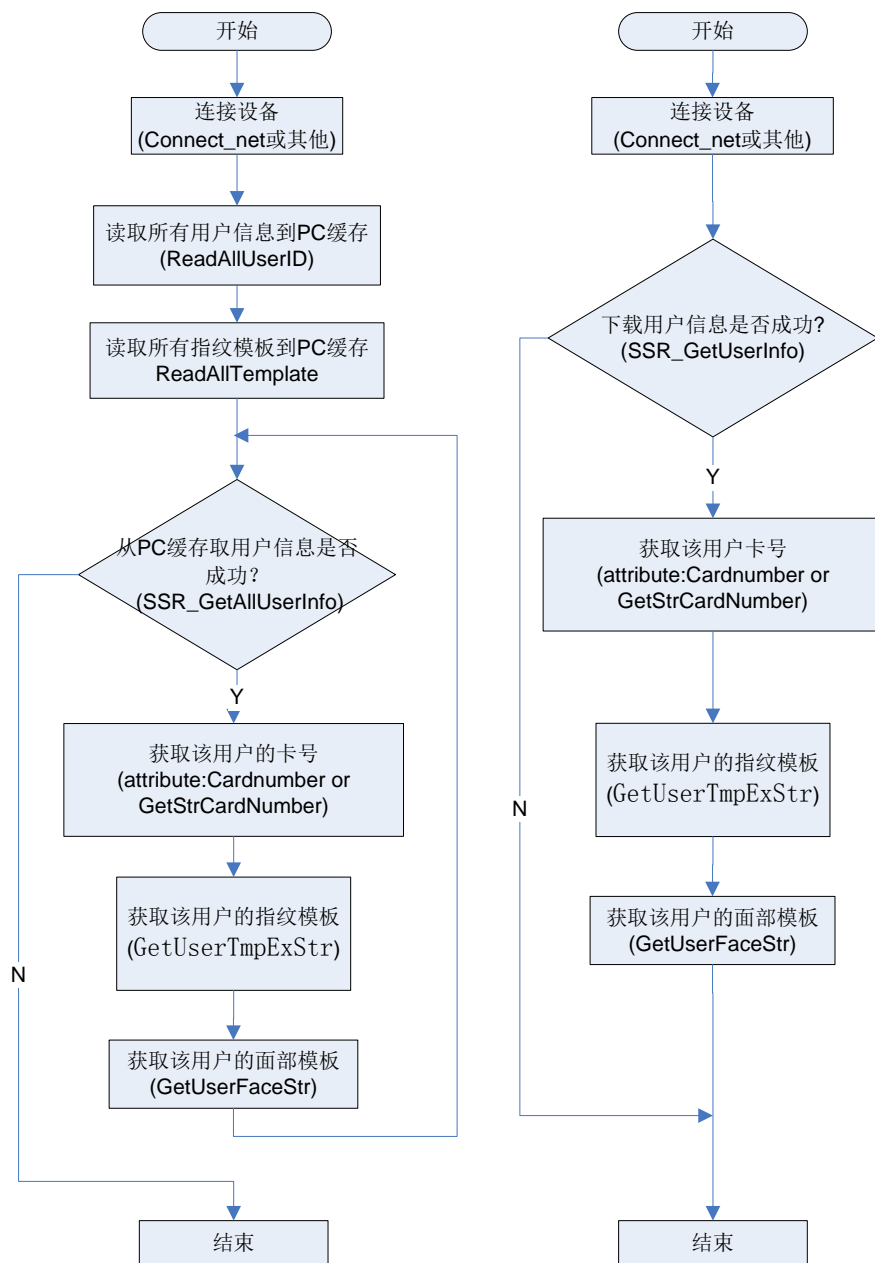 开始
连接设备
(Connect_net或其他)
读取所有用户信息到PC缓存
(ReadAllUserID)
读取所有指纹模板到PC缓存
ReadAllTemplate
从PC缓存取用户信息是否
成功?
(SSR_GetAllUserInfo)
Y
获取该用户的卡号
(attribute:Cardnumber or
GetStrCardNumber)
获取该用户的指纹模板
(GetUserTmpExStr)
N
获取该用户的面部模板
(GetUserFaceStr)
结束
开始
连接设备
(Connect_net或其他)
下载用户信息是否成功?
(SSR_GetUserInfo)
Y
获取该用户卡号
(attribute:Cardnumber or
GetStrCardNumber)
获取该用户的指纹模板
(GetUserTmpExStr)
N
获取该用户的面部模板
(GetUserFaceStr)
结束